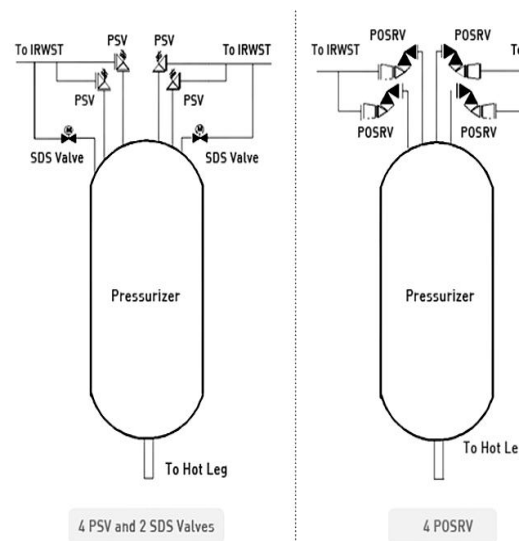 PSV PSV
To IRWST To IRWST
PSV PSV
SDS Valve SDS Valve
Pressurizer
To Hot Leg
4 PSV and 2 SDS Valves
POSRV POSRV
To IRWST To
POSRV POSRV
Pressurizer
To Hot Le
4 POSRV